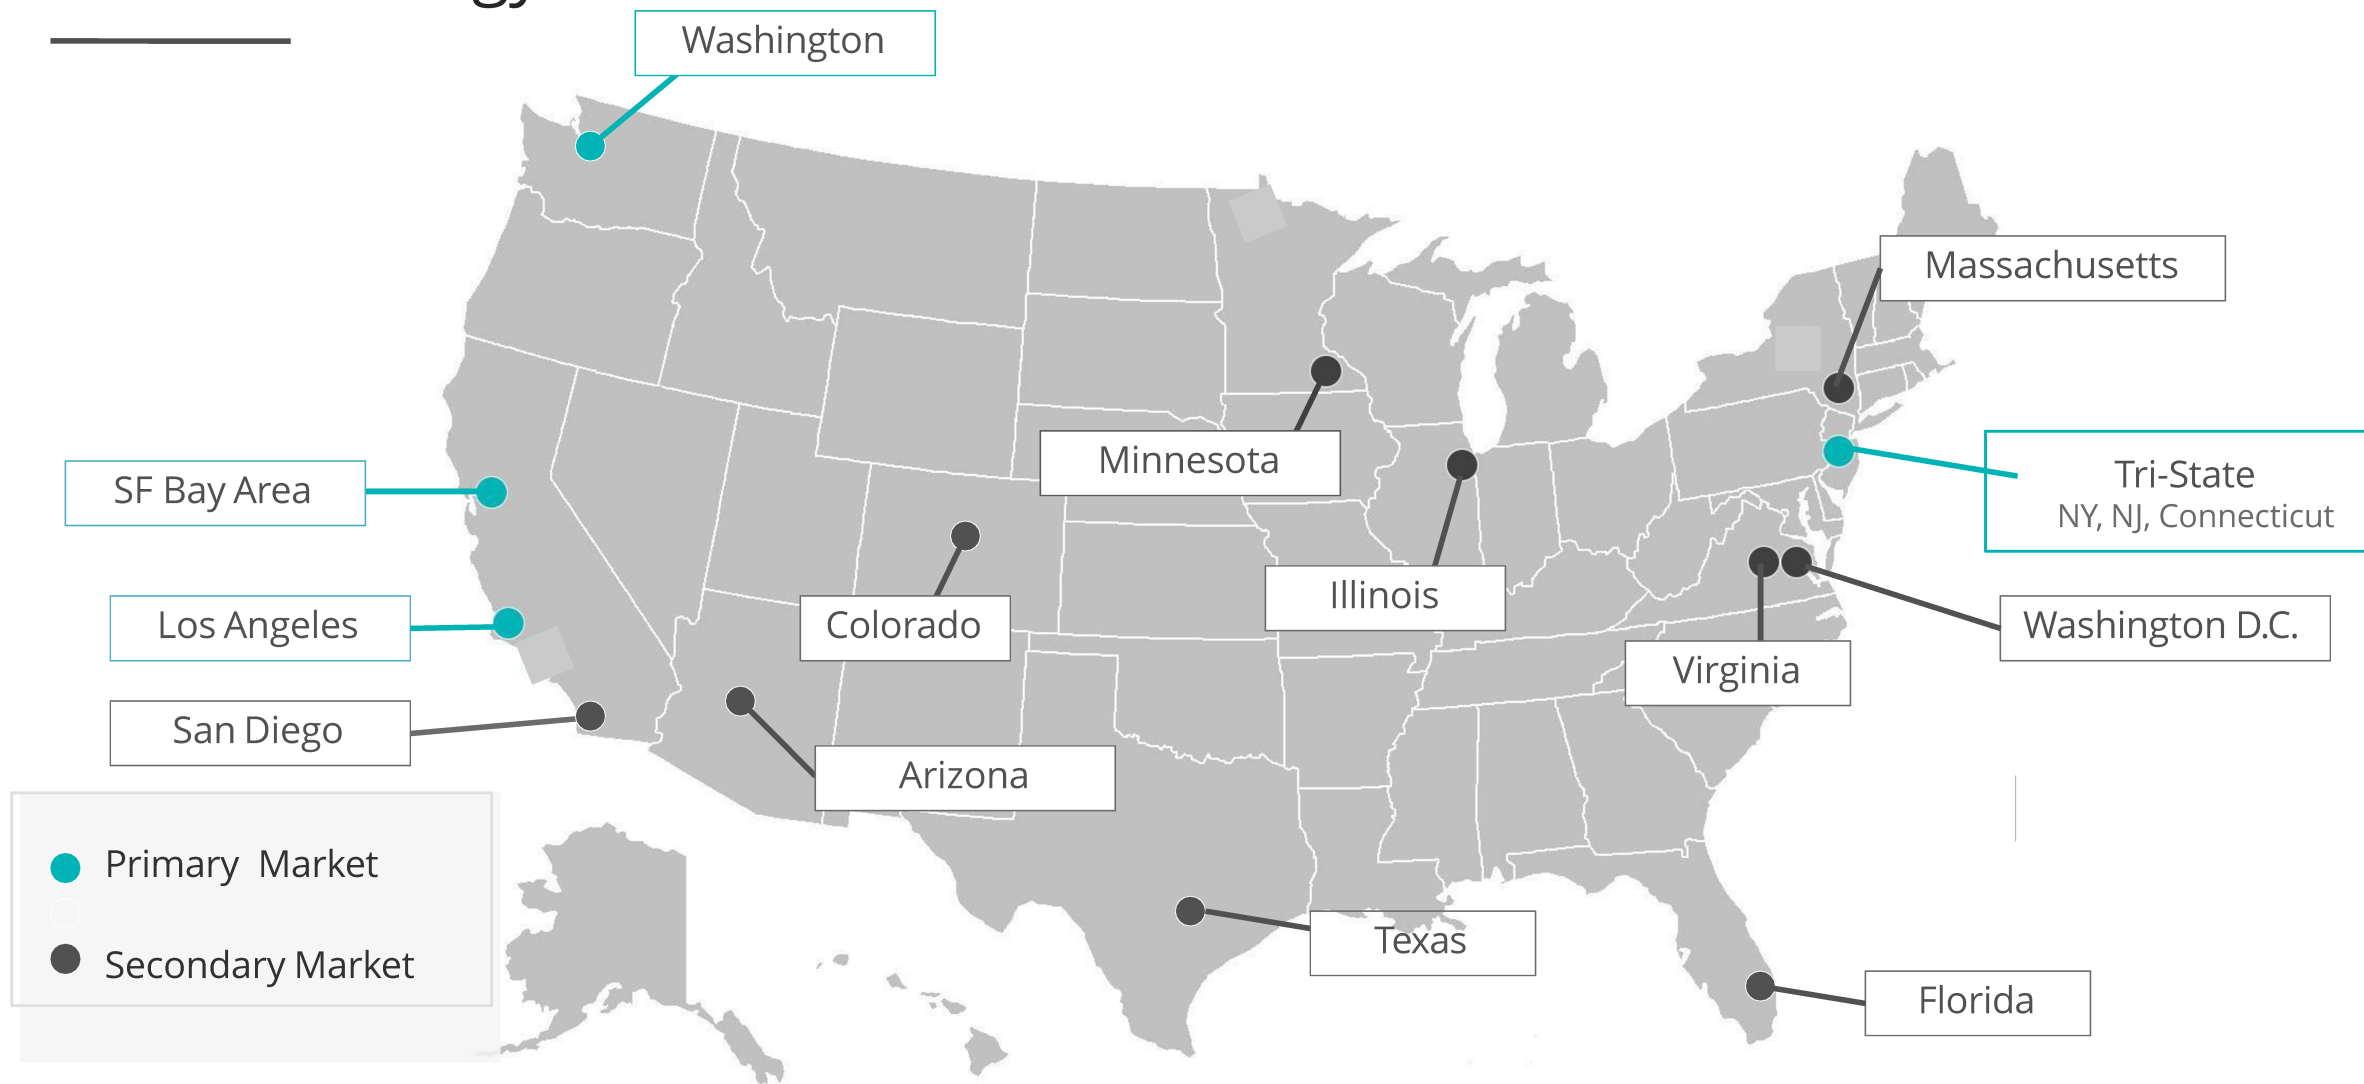 Washington
Massachusetts
Minnesota
SF Bay Area
Tri-State
NY, NJ, Connecticut
Illinois
Los Angeles
Colorado
Washington D.C.
Virginia
San Diego
Arizona
Primary Market
Secondary Market
Texas
Florida